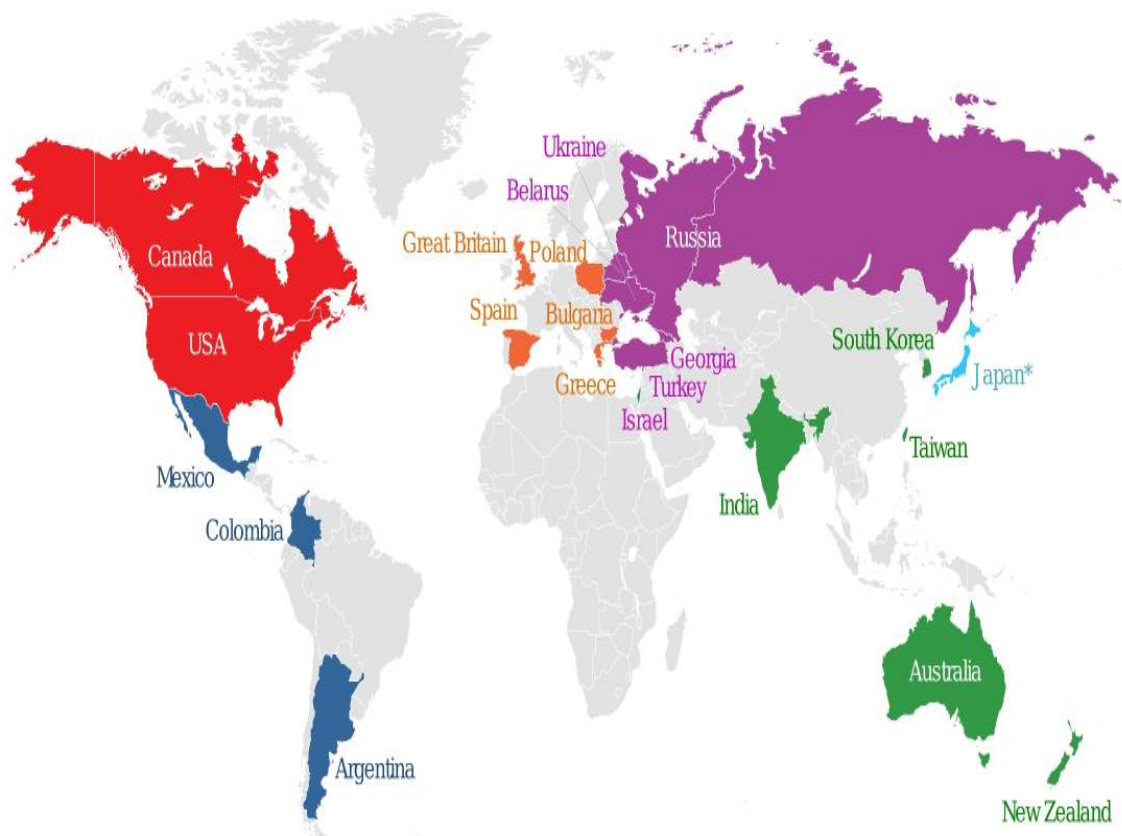 Ukraine
Belarus
Canada
Great Britain
Poland
Russia
Spain
Bulgaria
USA
South Korea
Georgia
Japan*
Greece
Turkey
Israel
Taiwan
Mexico
India
Colombia
Australia
Argentina
New Zealand